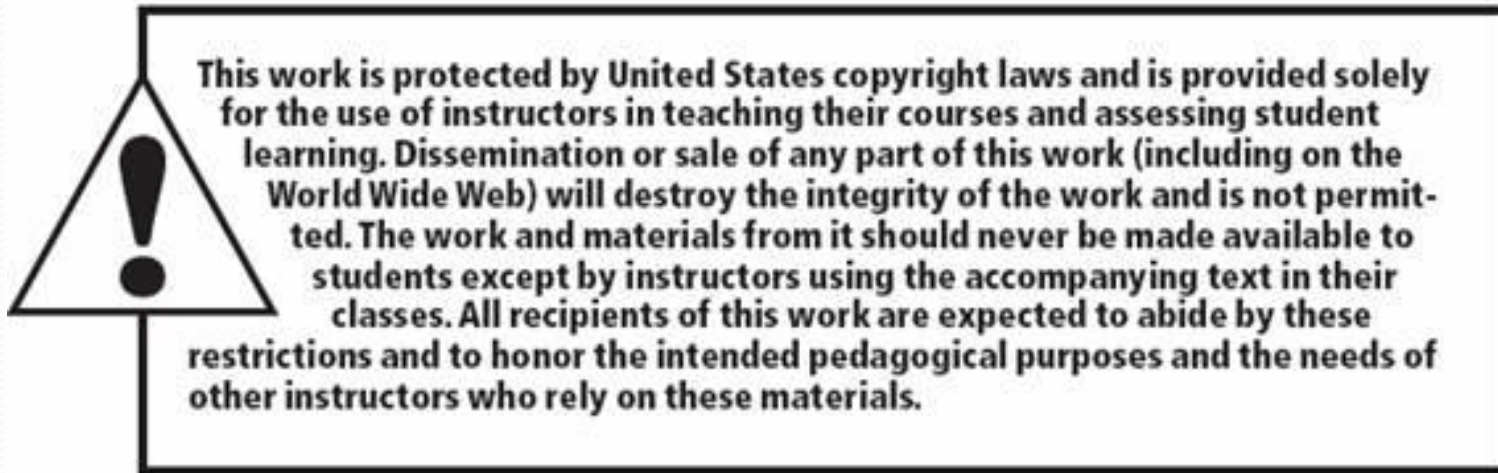 This work is protected by United States copyright laws and is provided solely
for the use of instructors in teaching their courses and assessing student
learning. Dissemination or sale of any part of this work (including on the
World Wide Web) will destroy the integrity of the work and is not permit-
ted. The work and materials from it should never be made available to
students except by instructors using the accompanying text in their
classes. All recipients of this work are expected to abide by these
restrictions and to honor the intended pedagogical purposes and the needs of
other instructors who rely on these materials.